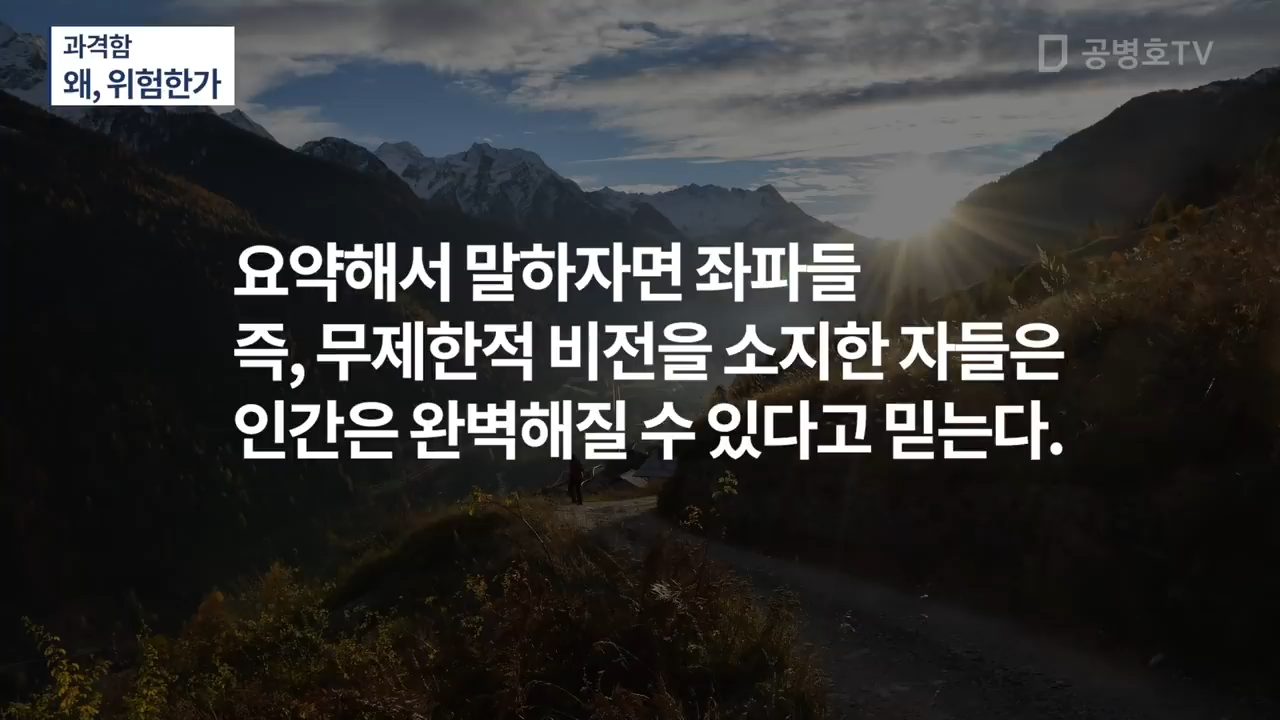 과격함
왜, 위험한가
공병호TV
요약해서 말하자면 좌파들
즉, 무제한적 비전을 소지한 자들은
인간은 완벽해질 수 있다고 믿는다.